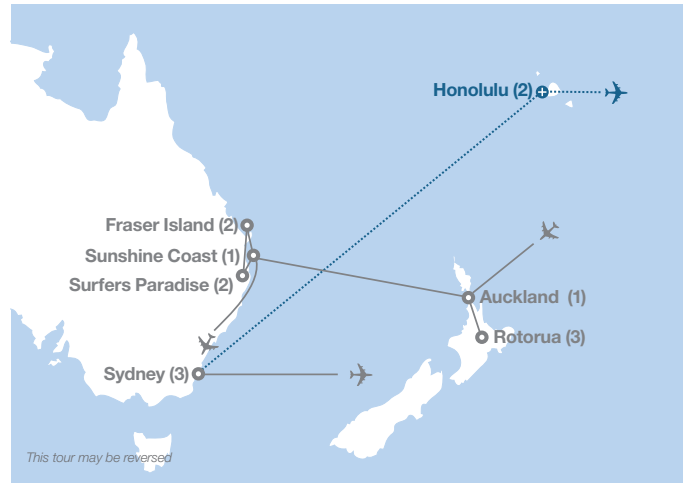 Honolulu (2)
Fraser Island (2)
Sunshine Coast (1)
Surfers Paradise (2)
Auckland (1)
Rotorua (3)
Sydney (3)
This tour may be reversed